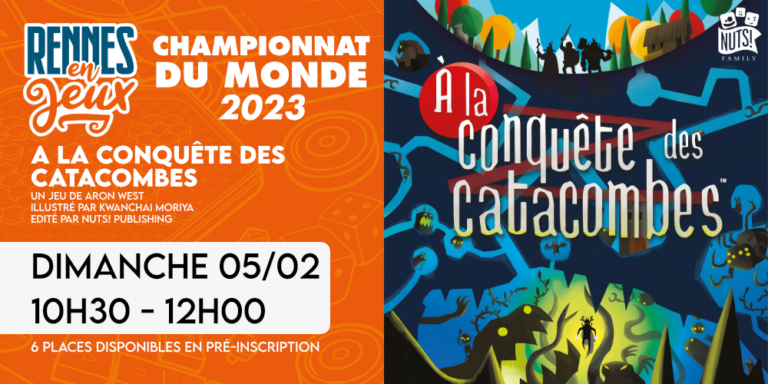 RENNES
en
Jeux
CHAMPIONNAT
DU MONDE
2023
A LA CONQUÊTE DES
CATACOMBES
UN JEU DE ARON WEST
ILLUSTRÉ PAR KWANCHAI MORIYA
EDITÉ PAR NUTS! PUBLISHING
DIMANCHE 05/02
10H30 - 12H00
6 PLACES DISPONIBLES EN PRÉ-INSCRIPTION
NUTS!
FAMILY
À la
conquête des
catacombes™